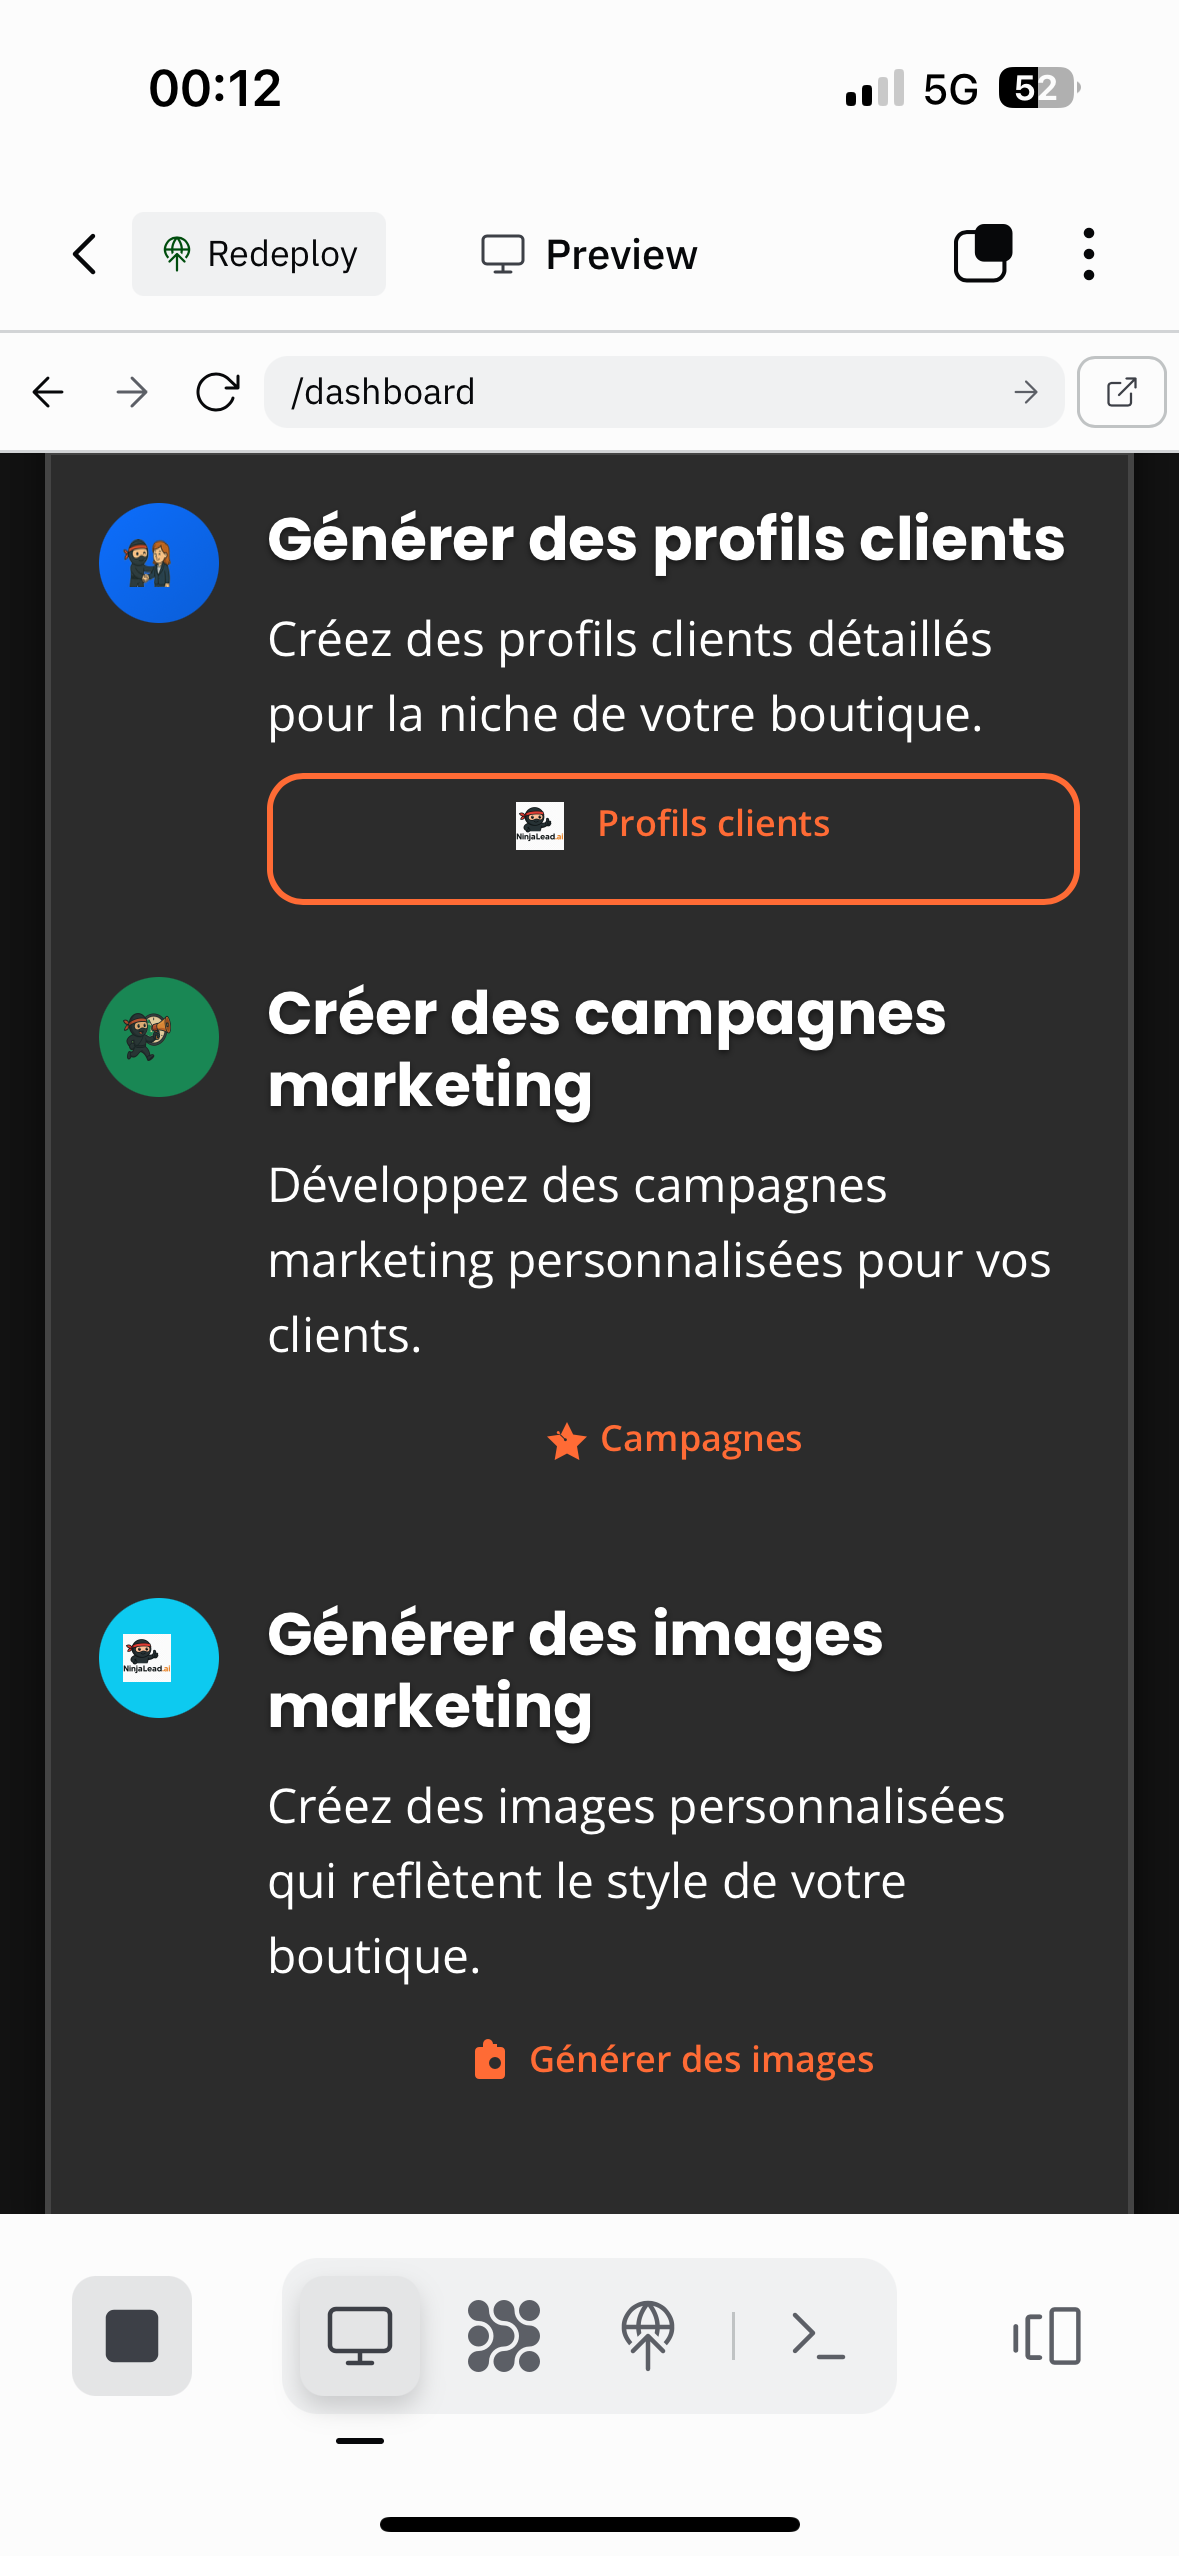 00:12
5G
52
Redeploy
Preview
/dashboard
Générer des profils clients
Créez des profils clients détaillés
pour la niche de votre boutique.
NinjaLead.ai
Profils clients
Créer des campagnes
marketing
Développez des campagnes
marketing personnalisées pour vos
clients.
Campagnes
NinjaLead.ai
Générer des images
marketing
Créez des images personnalisées
qui reflètent le style de votre
boutique.
Générer des images